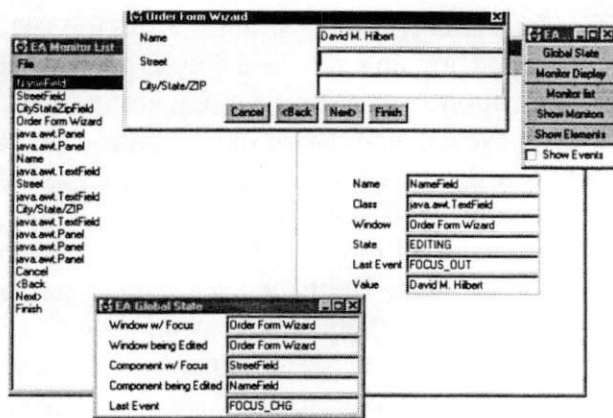 Order Form Wizard
Name David M. Hilbert
Street
City/State/ZIP
Cancel <Back Next> Finish
EA
Global State
Monitor Display
Monitor list
Show Monitors
Show Elements
Show Events
EA Monitor List
File
NameField
StreetField
CityStateZipField
Order Form Wizard
java.awt.Panel
java.awt.Panel
Name
java.awt.TextField
Street
java.awt.TextField
City/State/ZIP
java.awt.TextField
java.awt.Panel
java.awt.Panel
java.awt.Panel
Cancel
<Back
Next>
Finish
Name NameField
Class java.awt.TextField
Window Order Form Wizard
State EDITING
Last Event FOCUS_OUT
Value David M. Hilbert
EA Global State
Window w/ Focus Order Form Wizard
Window being Edited Order Form Wizard
Component w/ Focus StreetField
Component being Edited NameField
Last Event FOCUS_CHG